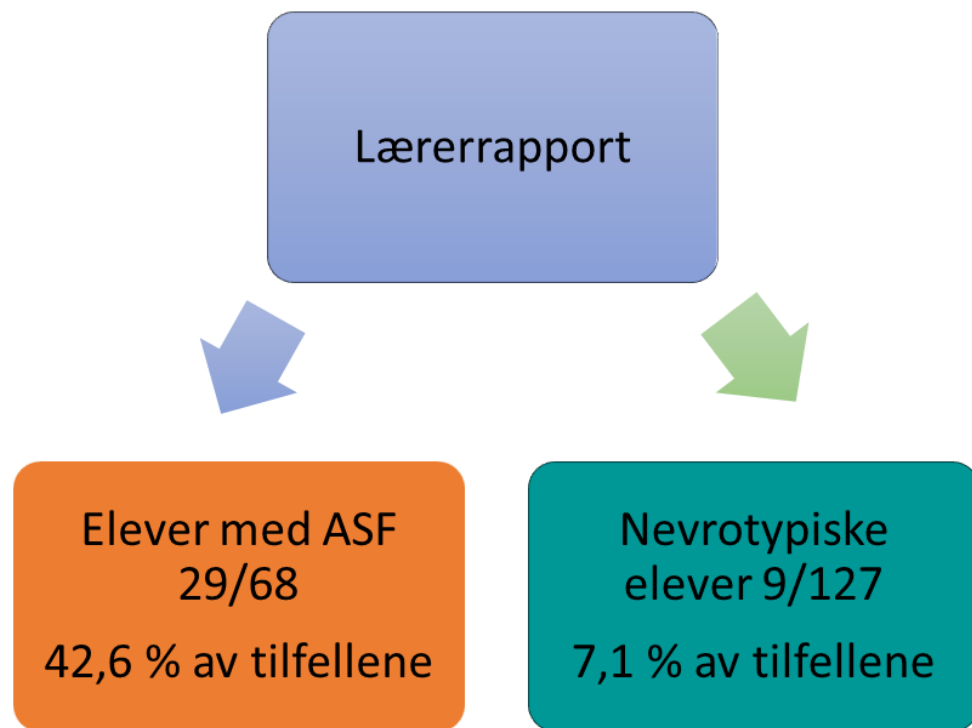 Lærerrapport
Elever med ASF
29/68
42,6 % av tilfellene
Nevrotypiske
elever 9/127
7,1 % av tilfellene